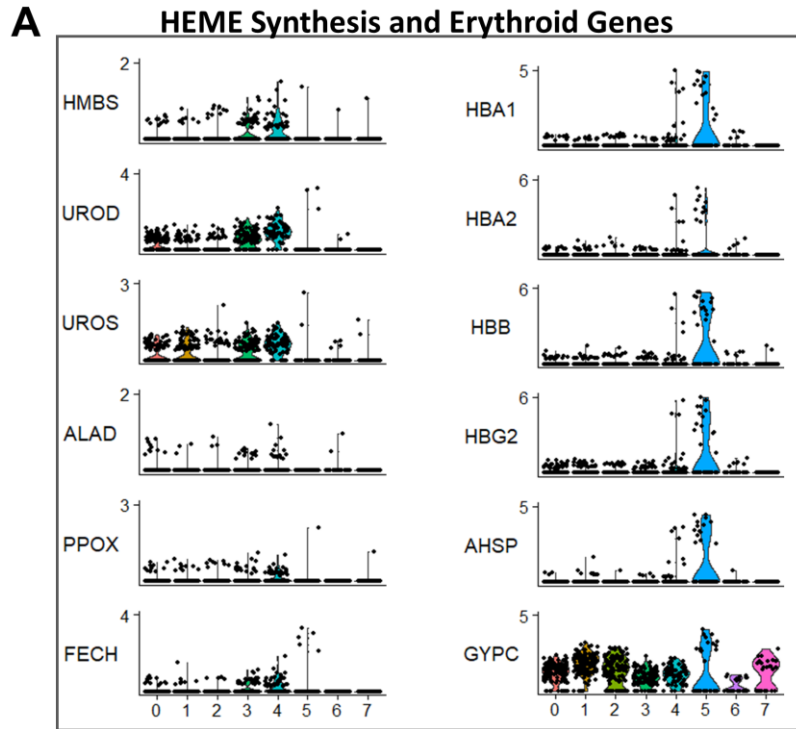 A HEME Synthesis and Erythroid Genes
2
HMBS
4
UROD
3
UROS
2
ALAD
3
PPOX
4
FECH
0 1 2 3 4 5 6 7
5
HBA1
6
HBA2
6
HBB
6
HBG2
5
AHSP
5
GYPC
0 1 2 3 4 5 6 7